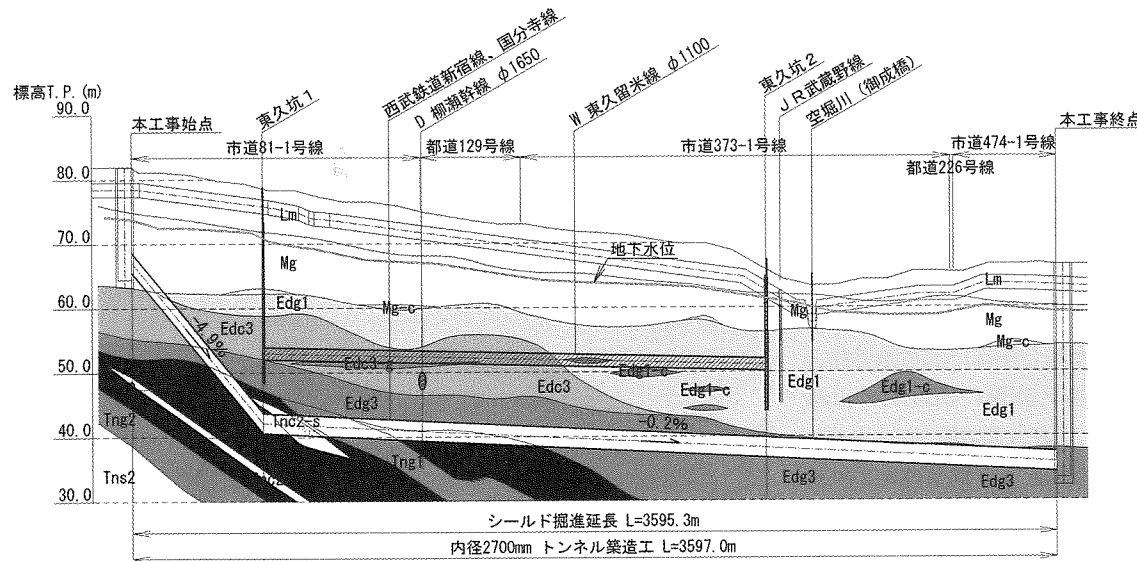 西武鉄道新宿線、国分寺線
D 柳瀬幹線 φ1650
W 東久留米線 φ1100
東久坑2
JR武蔵野線
空堀川(御成橋)
標高T.P.(m)
東久坑1
90.0
本工事始点
本工事終点
市道81-1号線
都道129号線
市道373-1号線
市道474-1号線
都道226号線
80.0
Lm
70.0
地下水位
Mg
Lm
60.0
Edg1
Mg-c
Mg
Mg
Mg-c
Edc3
4.9%
50.0
Edc3-c
Edc3
Edg1-c
Edg1-c
Edg1
Edg1-c
Edg1
Edg3
40.0
Tng2
Tnc2-s
-0.2%
Tng1
Tns2
Edg3
Edg3
30.0
シールド掘進延長 L=3595.3m
内径2700mm トンネル築造工 L=3597.0m